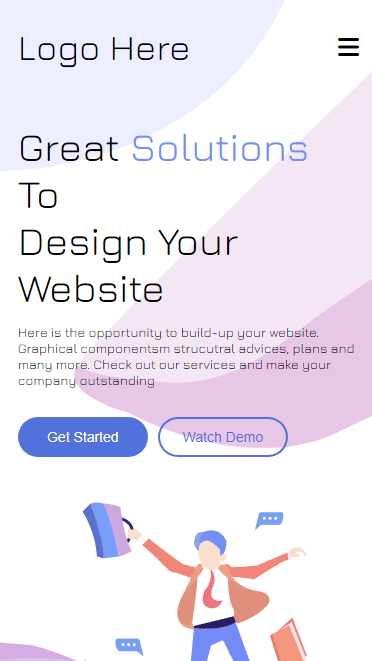 Logo Here
Great Solutions
To
Design Your
Website
Here is the opportunity to build-up your website.
Graphical componentsm strucutral advices, plans and
many more. Check out our services and make your
company outstanding
Get Started
Watch Demo